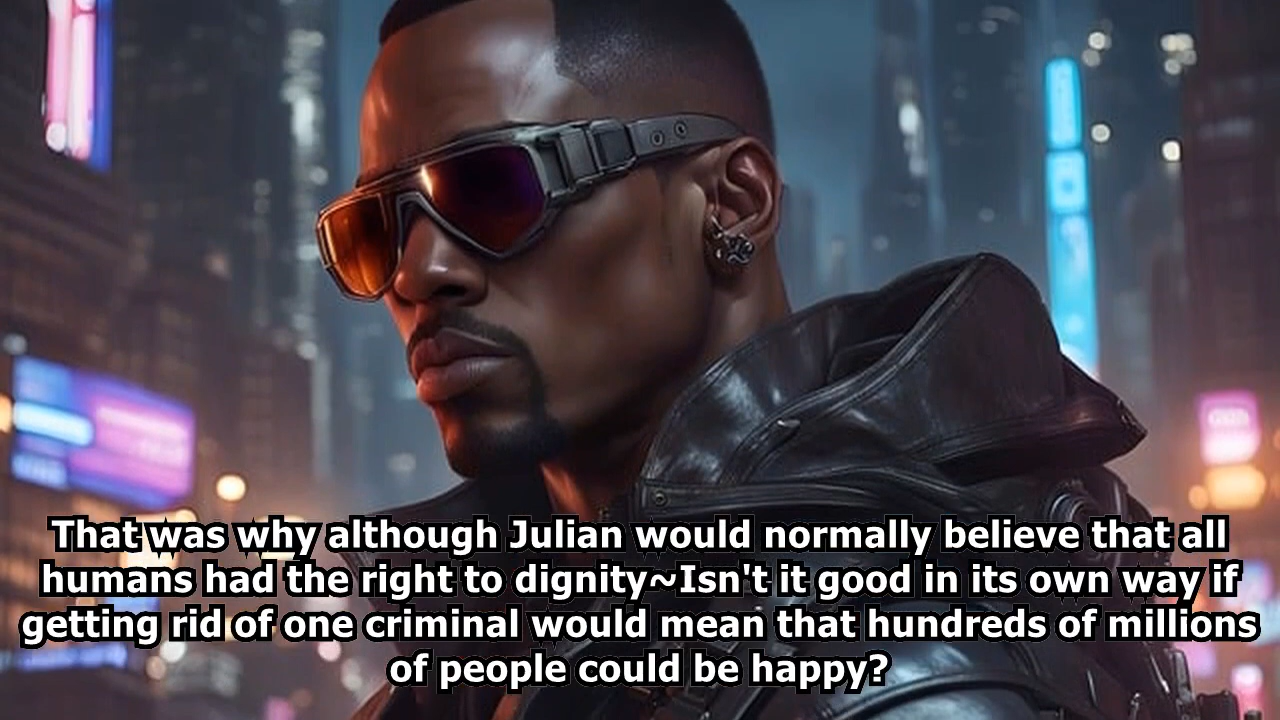 That was why although Julian would normally believe that all
humans had the right to dignity~Isn't it good in its own way if
getting rid of one criminal would mean that hundreds of millions
of people could be happy?